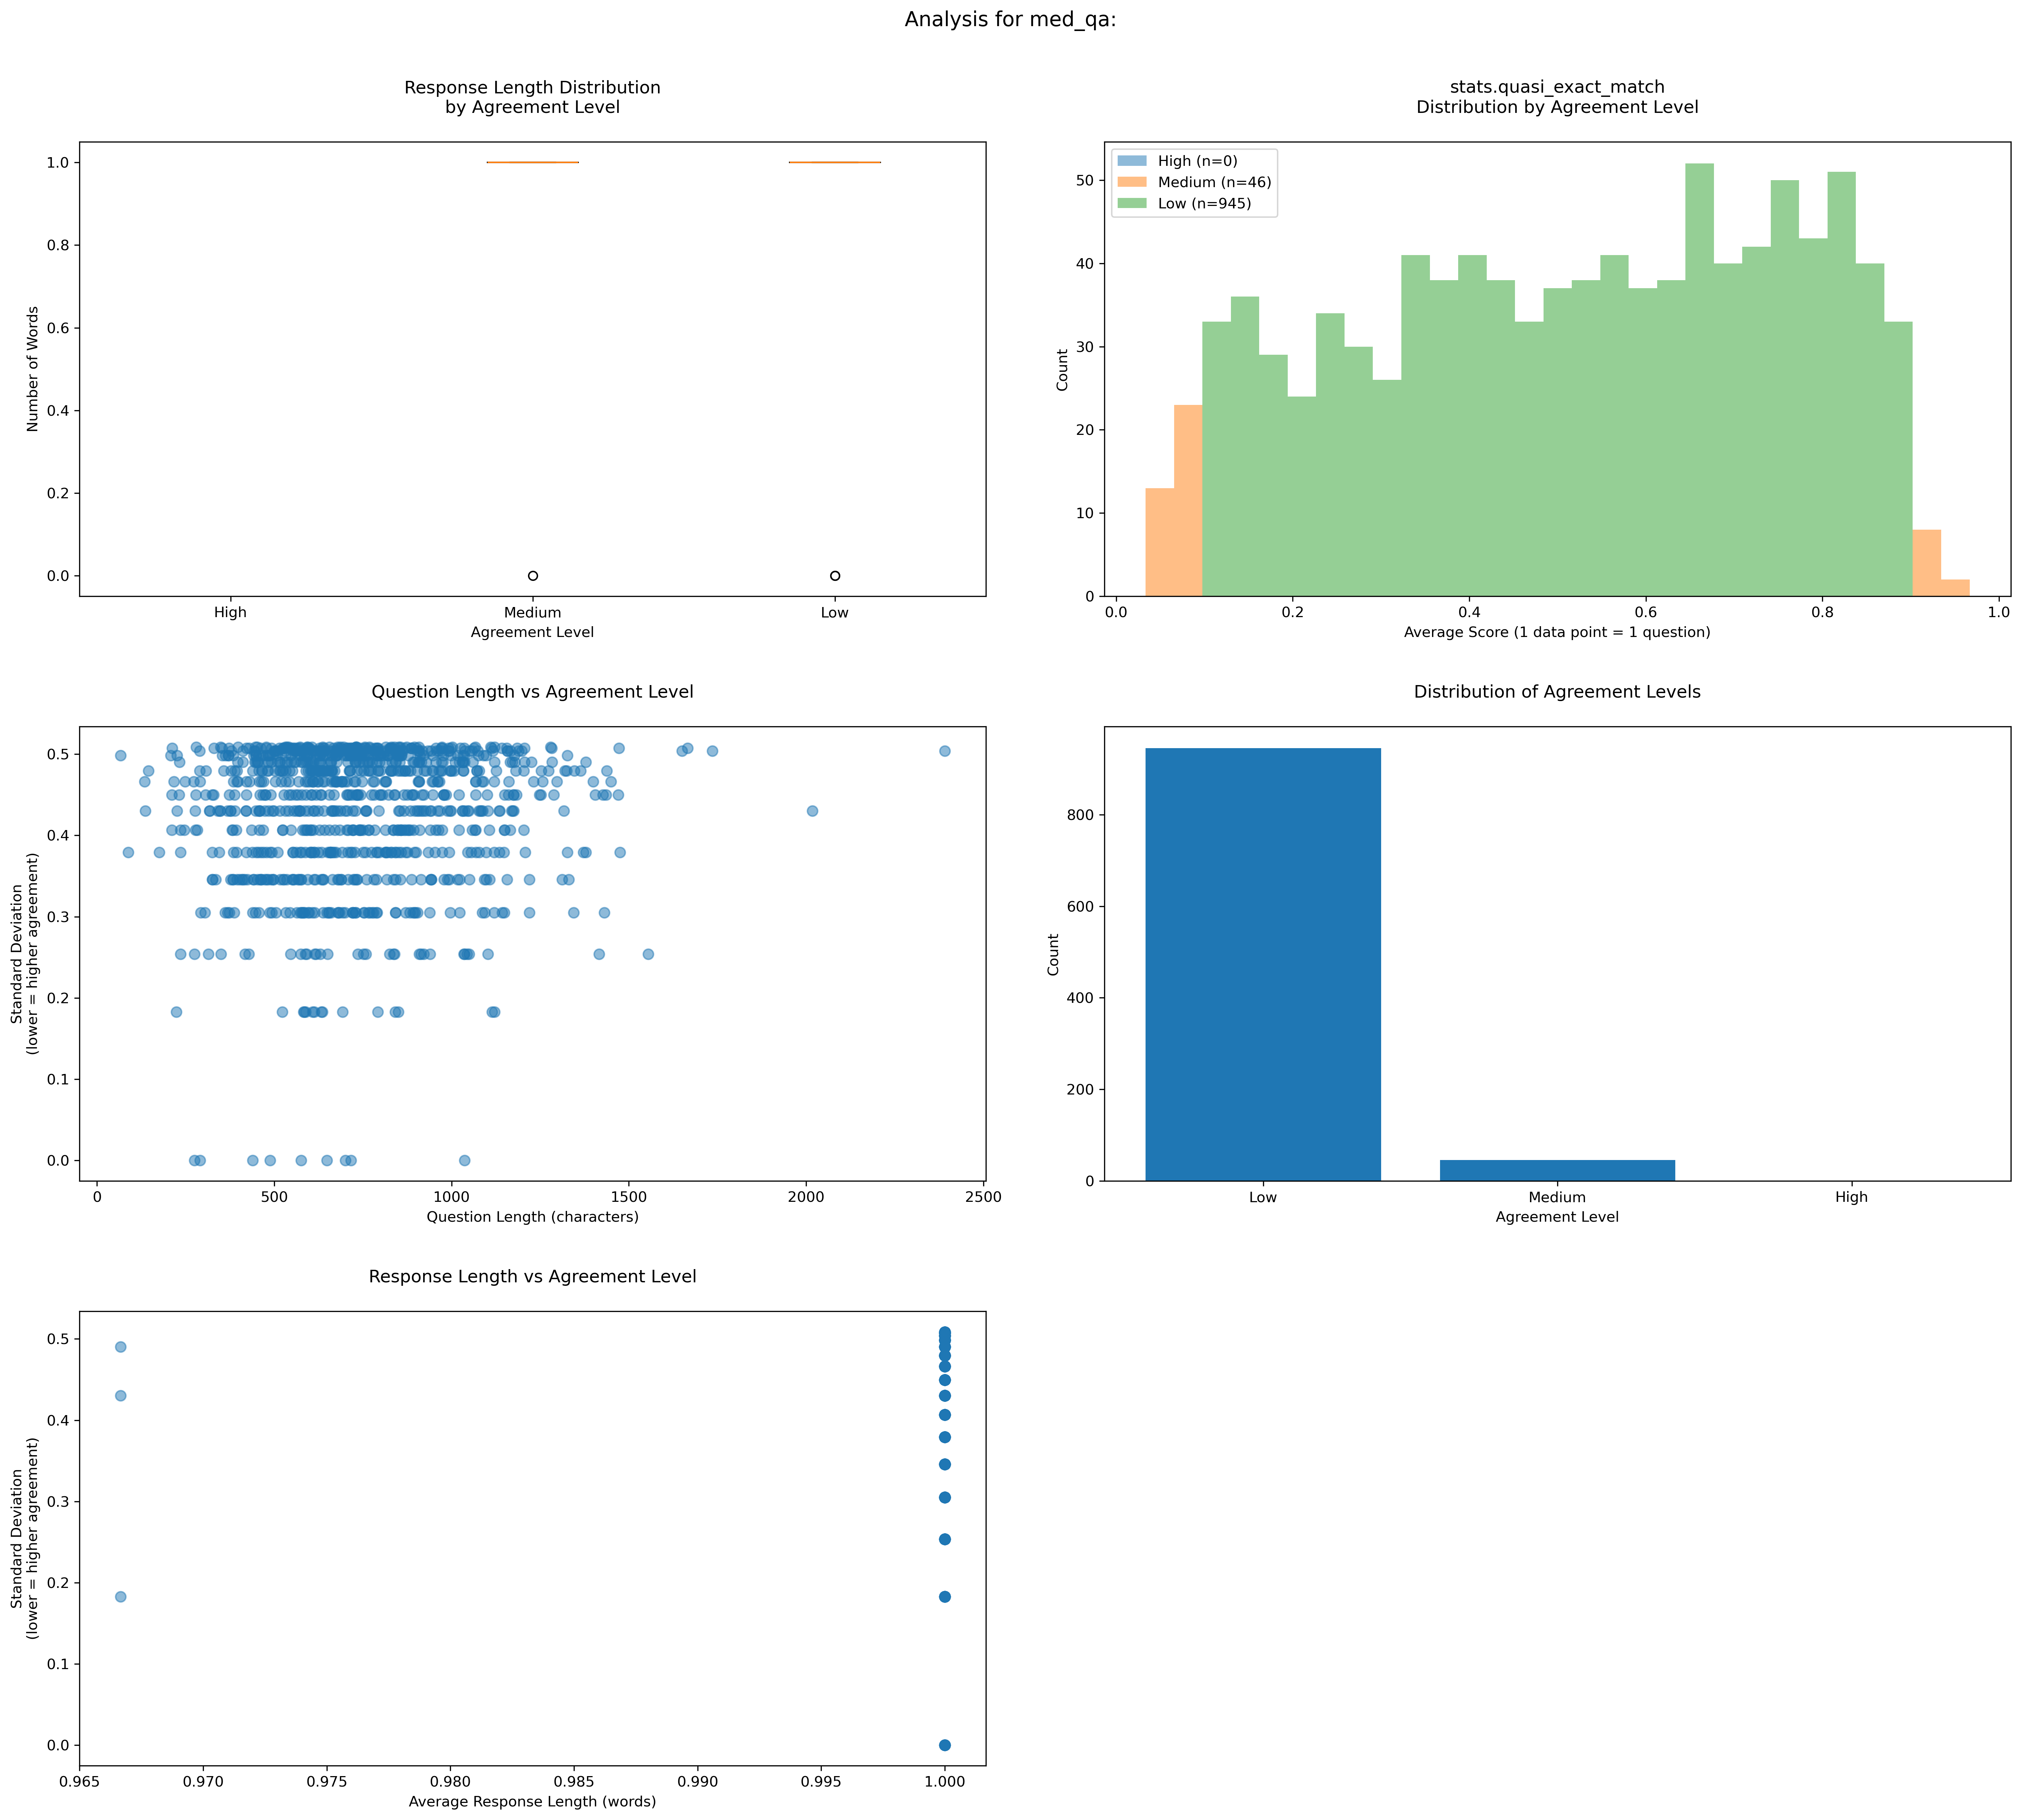 Analysis for med_qa:
Response Length Distribution
by Agreement Level
1.0
0.8
0.6
0.4
0.2
0.0
Number of Words
High
Medium
Low
Agreement Level
stats.quasi_exact_match
Distribution by Agreement Level
High (n=0)
Medium (n=46)
Low (n=945)
50
40
30
20
10
0
Count
0.0
0.2
0.4
0.6
0.8
1.0
Average Score (1 data point = 1 question)
Question Length vs Agreement Level
0.5
0.4
0.3
0.2
0.1
0.0
Standard Deviation
(lower = higher agreement)
0
500
1000
1500
2000
2500
Question Length (characters)
Distribution of Agreement Levels
800
600
400
200
0
Count
Low
Medium
High
Agreement Level
Response Length vs Agreement Level
0.5
0.4
0.3
0.2
0.1
0.0
Standard Deviation
(lower = higher agreement)
0.965
0.970
0.975
0.980
0.985
0.990
0.995
1.000
Average Response Length (words)